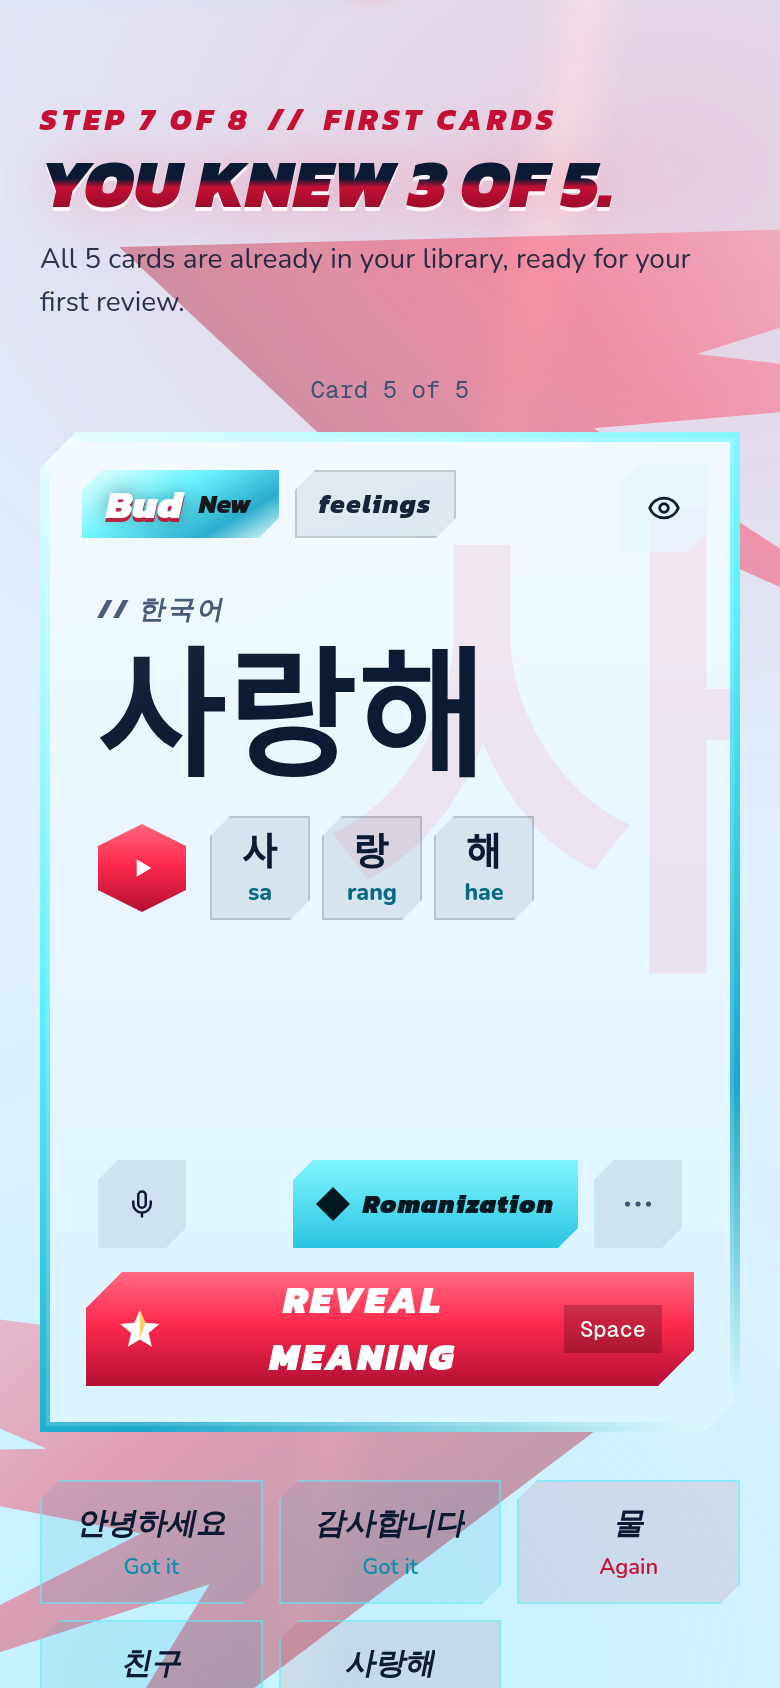 STEP 7 OF 8 // FIRST CARDS
YOU KNEW 3 OF 5.
All 5 cards are already in your library, ready for your
first review.
Card 5 of 5
Bud New feelings
// 한국어
사랑해
사
사 랑 해
sa rang hae
Romanization
REVEAL
MEANING
Space
안녕하세요 감사합니다 물
Got it Got it Again
친구 사랑해